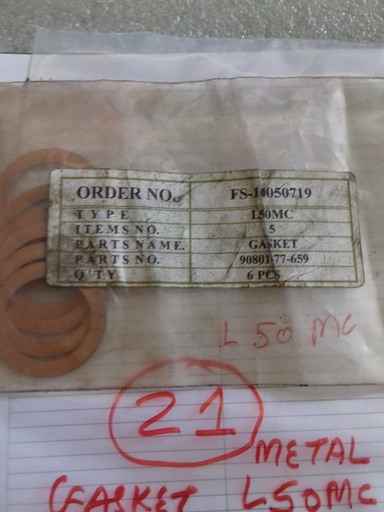 ORDER NO. FS-10050719
TYPE L50MC
ITEMS NO. 5
PARTS NAME. GASKET
PARTS NO. 90801-77-659
Q'TY 6 PCS
L 50 MC
21
METAL
GASKET L50MC